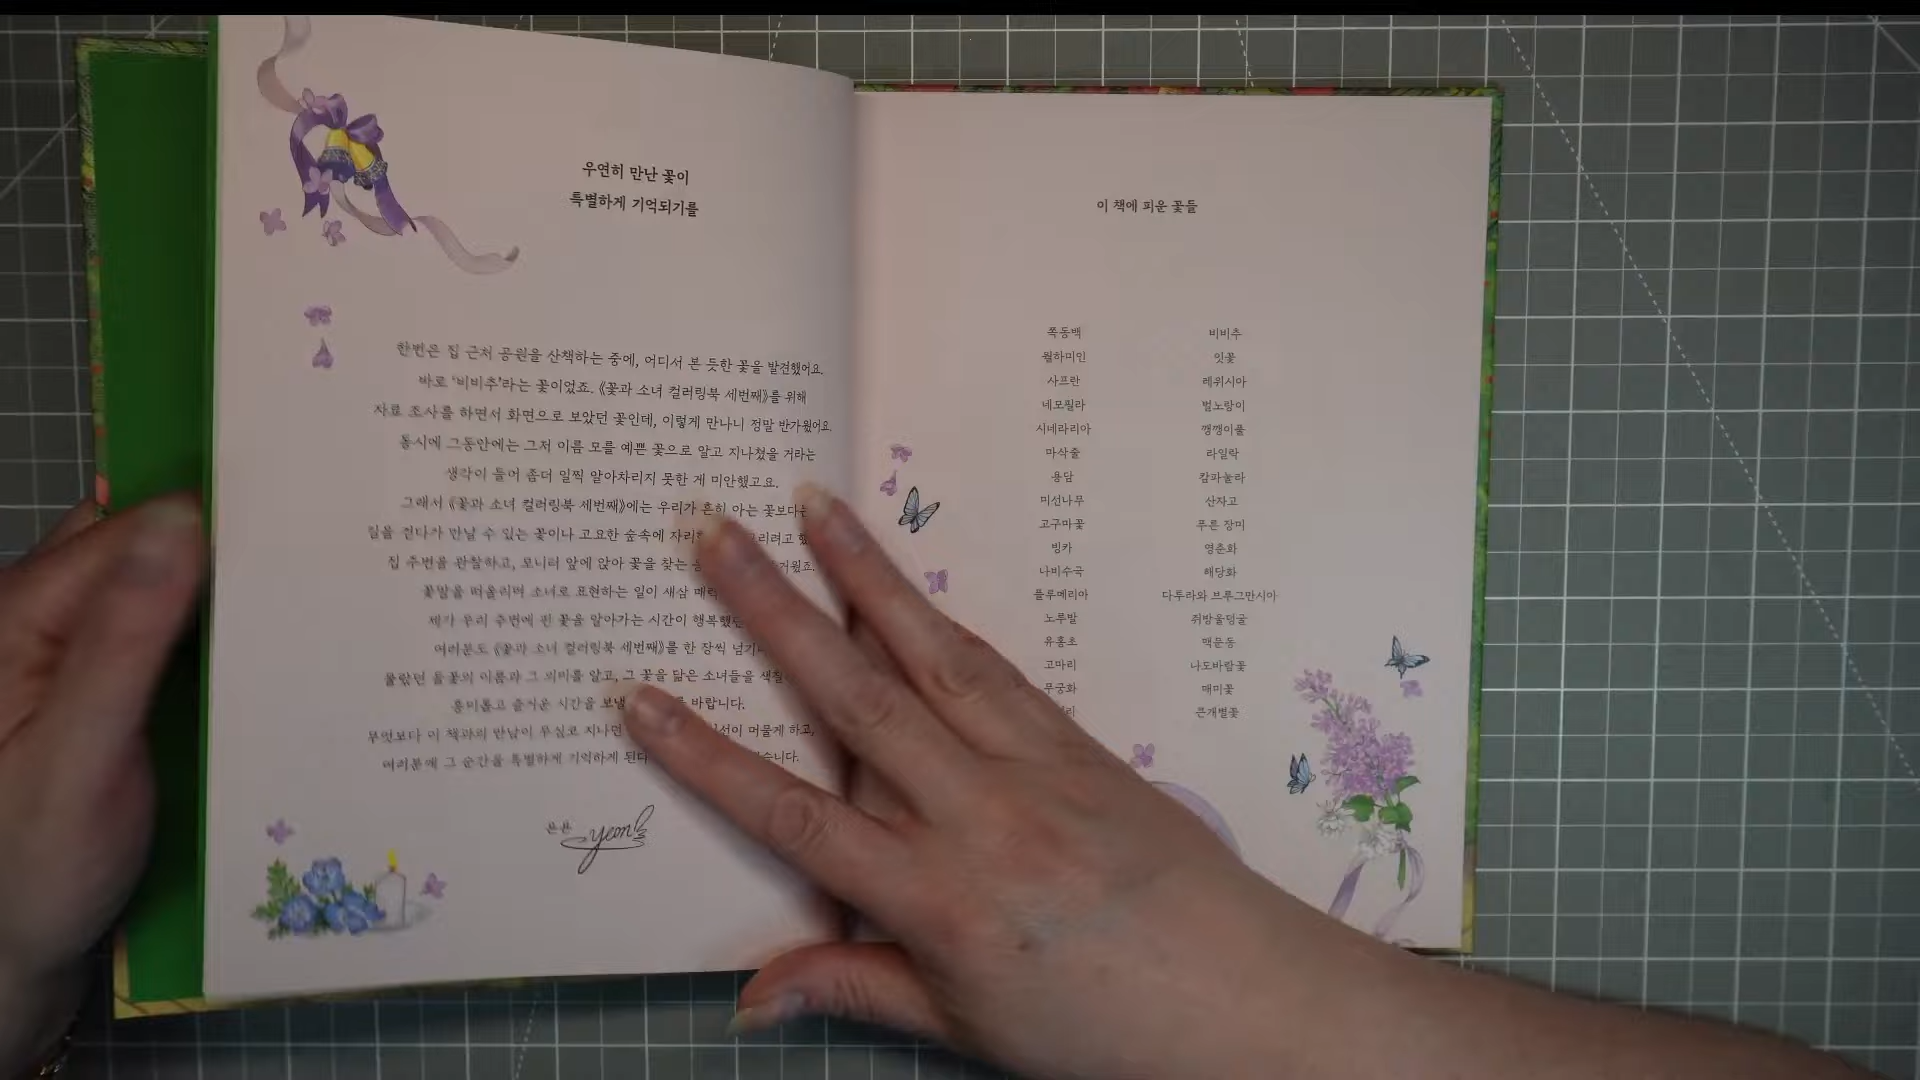 우연히 만난 꽃이
특별하게 기억되기를
한번은 집 근처 공원을 산책하는 중에, 어디서 본 듯한 꽃을 발견했어요.
바로 '비비추'라는 꽃이었죠. 《꽃과 소녀 컬러링북 세번째》를 위해
자료 조사를 하면서 화면으로 보았던 꽃인데, 이렇게 만나니 정말 반가웠어요.
동시에 그동안에는 그저 이름 모를 예쁜 꽃으로 알고 지나쳤을 거라는
생각이 들어 좀더 일찍 알아차리지 못한 게 미안했고요.
그래서 《꽃과 소녀 컬러링북 세번째》에는 우리가 흔히 아는 꽃보다는
길을 걷다가 만날 수 있는 꽃이나 고요한 숲속에
집 주변을 관찰하고, 모니터 앞에 앉아 꽃을 찾는
꽃말을 떠올리며 소녀로 표현하는 일이 새삼
제가 우리 주변에 핀 꽃을 알아가는 시간이
여러분도 《꽃과 소녀 컬러링북 세번째》를 한 장씩
몰랐던 들꽃의 이름과 그 의미를 알고, 그 꽃을 닮은 소녀들을
흥미롭고 즐거운 시간을 바랍니다.
무엇보다 이 책과의 만남이 무심코 지나던 머물게 하고,
여러분께 그 순간을 특별하게 기억하게 된다
yeon
이 책에 피운 꽃들
쪽동백
월하미인
사프란
네모필라
시네라리아
마삭줄
용담
미선나무
고구마꽃
빙카
나비수국
플루메리아
노루발
유홍초
고마리
무궁화
비비추
잇꽃
레위시아
벌노랑이
깽깽이풀
라일락
캄파눌라
산자고
푸른 장미
영춘화
해당화
다투라와 브루그만시아
쥐방울덩굴
맥문동
나도바람꽃
매미꽃
큰개별꽃